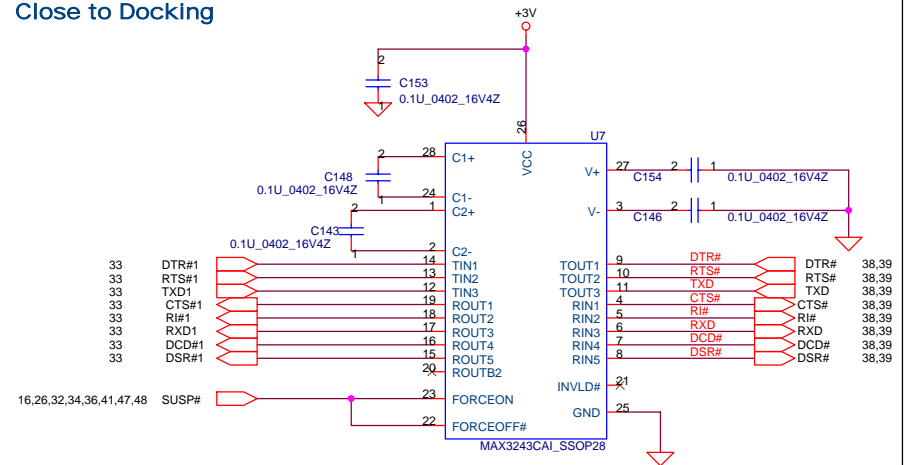 Close to Docking
+3V
2
C153
0.1U_0402_16V4Z
1
26
U7
VCC
2 28 C1+
C148
0.1U_0402_16V4Z
1 24 C1-
2 1 C2+
C143
0.1U_0402_16V4Z
1 2 C2-
V+ 27 C154 2 1 0.1U_0402_16V4Z
V- 3 C146 2 1 0.1U_0402_16V4Z
33 DTR#1 14 TIN1 TOUT1 9 DTR# DTR# 38,39
33 RTS#1 13 TIN2 TOUT2 10 RTS# RTS# 38,39
33 TXD1 12 TIN3 TOUT3 11 TXD TXD 38,39
33 CTS#1 19 ROUT1 RIN1 4 CTS# CTS# 38,39
33 RI#1 18 ROUT2 RIN2 5 RI# RI# 38,39
33 RXD1 17 ROUT3 RIN3 6 RXD RXD 38,39
33 DCD#1 16 ROUT4 RIN4 7 DCD# DCD# 38,39
33 DSR#1 15 ROUT5 RIN5 8 DSR# DSR# 38,39
20 ROUTB2
INVLD# 21
16,26,32,34,36,41,47,48 SUSP# 23 FORCEON
GND 25
22 FORCEOFF#
MAX3243CAI_SSOP28